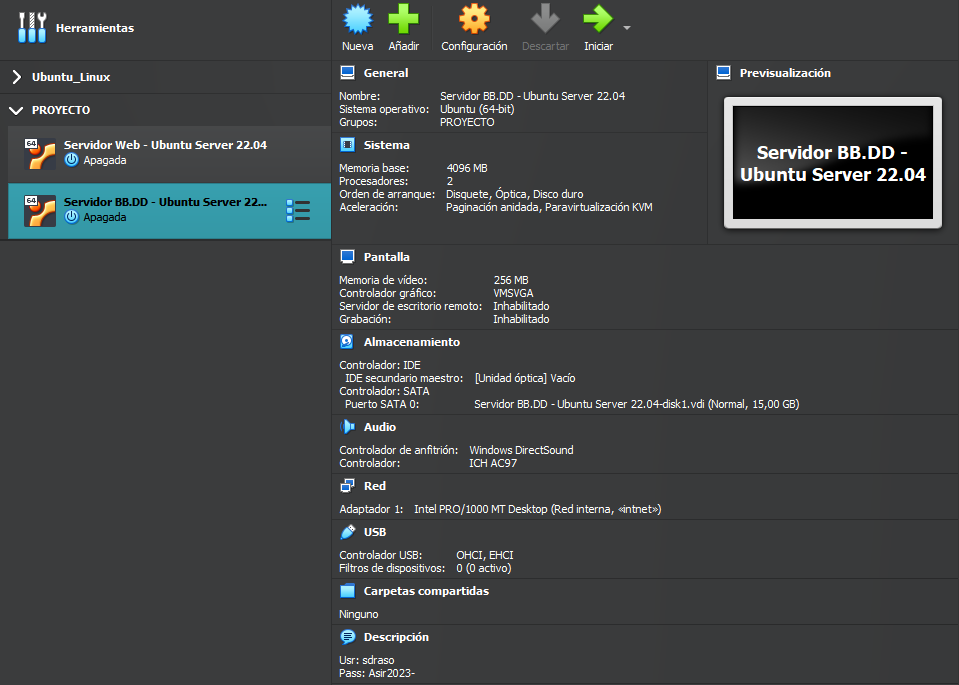 Herramientas
Nueva Añadir Configuración Descartar Iniciar
Ubuntu_Linux
PROYECTO
64
Servidor Web - Ubuntu Server 22.04
Apagada
64
Servidor BB.DD - Ubuntu Server 22...
Apagada
General
Nombre: Servidor BB.DD - Ubuntu Server 22.04
Sistema operativo: Ubuntu (64-bit)
Grupos: PROYECTO
Previsualización
Servidor BB.DD -
Ubuntu Server 22.04
Sistema
Memoria base: 4096 MB
Procesadores: 2
Orden de arranque: Disquete, Óptica, Disco duro
Aceleración: Paginación anidada, Paravirtualización KVM
Pantalla
Memoria de vídeo: 256 MB
Controlador gráfico: VMSVGA
Servidor de escritorio remoto: Inhabilitado
Grabación: Inhabilitado
Almacenamiento
Controlador: IDE
IDE secundario maestro: [Unidad óptica] Vacío
Controlador: SATA
Puerto SATA 0: Servidor BB.DD - Ubuntu Server 22.04-disk1.vdi (Normal, 15,00 GB)
Audio
Controlador de anfitrión: Windows DirectSound
Controlador: ICH AC97
Red
Adaptador 1: Intel PRO/1000 MT Desktop (Red interna, «intnet»)
USB
Controlador USB: OHCI, EHCI
Filtros de dispositivos: 0 (0 activo)
Carpetas compartidas
Ninguno
Descripción
Usr: sdraso
Pass: Asir2023-